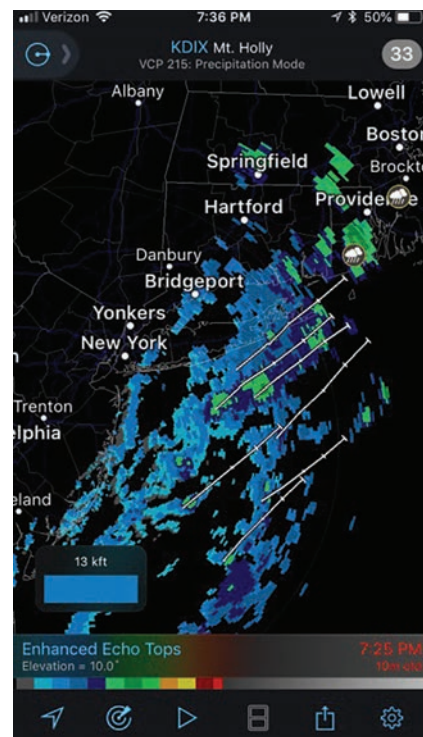 Verizon 7:36 PM 50%
KDIX Mt. Holly
VCP 215: Precipitation Mode
33
Albany
Lowell
Boston
Springfield
Brockt
Hartford
Providence
Danbury
Bridgeport
Yonkers
New York
Trenton
elphia
eland
13 kft
Enhanced Echo Tops 7:25 PM
Elevation = 10.0°